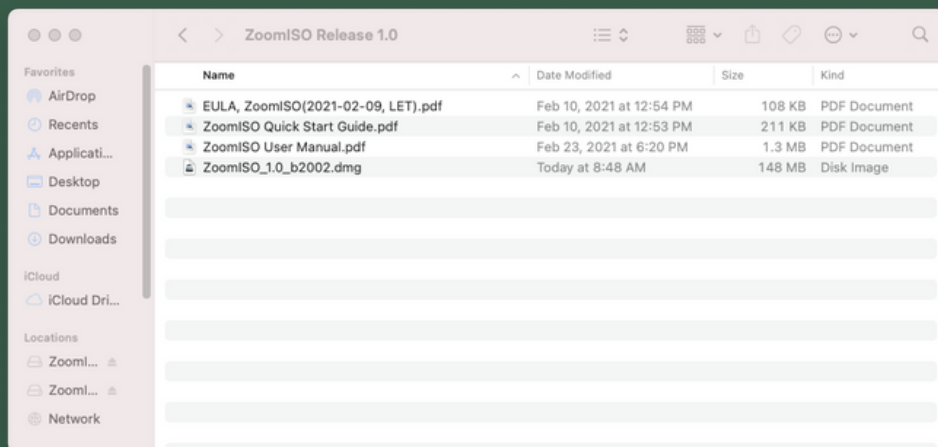 ZoomISO Release 1.0
Favorites
AirDrop
Recents
Applicati...
Desktop
Documents
Downloads
iCloud
iCloud Dri...
Locations
ZoomI...
ZoomI...
Network
Name Date Modified Size Kind
EULA, ZoomISO(2021-02-09, LET).pdf Feb 10, 2021 at 12:54 PM 108 KB PDF Document
ZoomISO Quick Start Guide.pdf Feb 10, 2021 at 12:53 PM 211 KB PDF Document
ZoomISO User Manual.pdf Feb 23, 2021 at 6:20 PM 1.3 MB PDF Document
ZoomISO_1.0_b2002.dmg Today at 8:48 AM 148 MB Disk Image